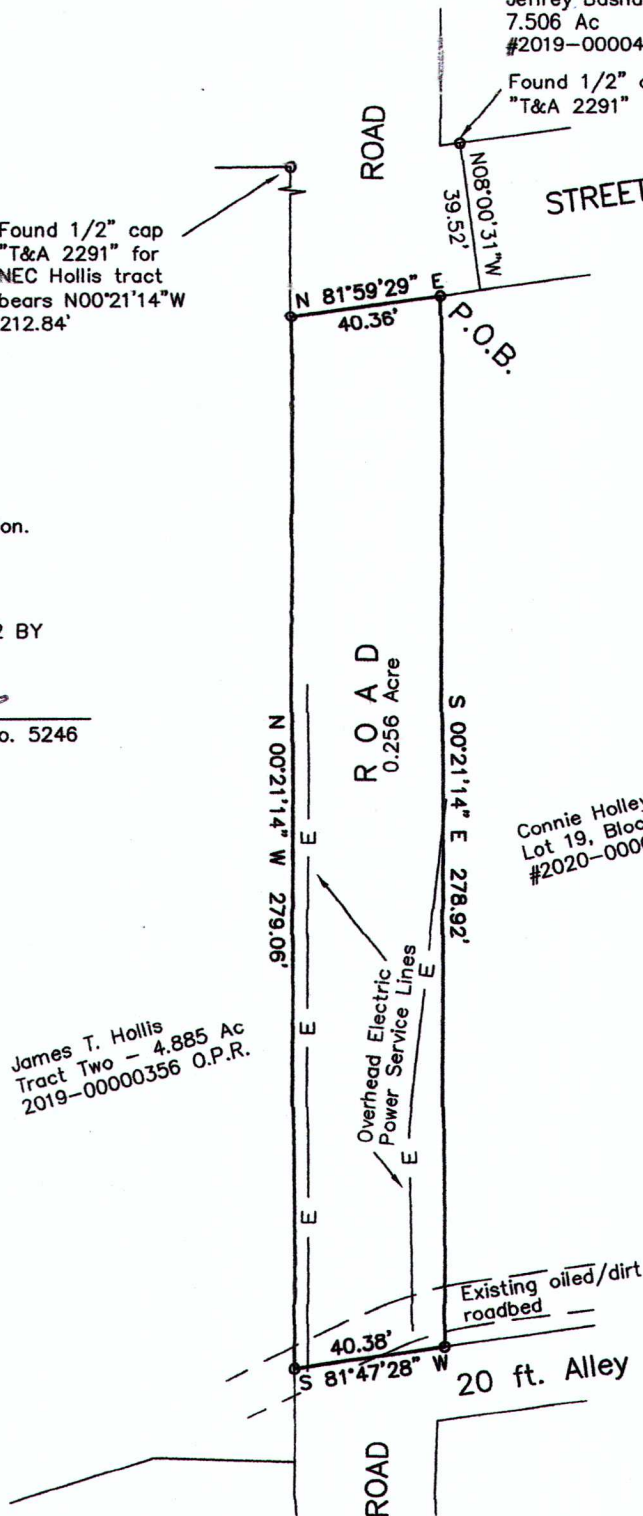 7.506 Ac
#2019-00004
Found 1/2"
"T&A 2291"
ROAD
N08°00'31"W
39.52'
STREET
Found 1/2" cap
"T&A 2291" for
NEC Hollis tract
bears N00°21'14"W
212.84'
N 81°59'29" E
40.36'
P.O.B.
on.
BY
o. 5246
ROAD
0.256 Acre
N 00°21'14" W 279.06'
S 00°21'14" E 278.92'
E
E
E
E
E
Overhead Electric
Power Service Lines
Connie Holley
Lot 19,
#2020-000
James T. Hollis
Tract Two - 4.885 Ac
2019-00000356 O.P.R.
Existing oiled/dirt
roadbed
40.38'
S 81°47'28" W
20 ft. Alley
ROAD